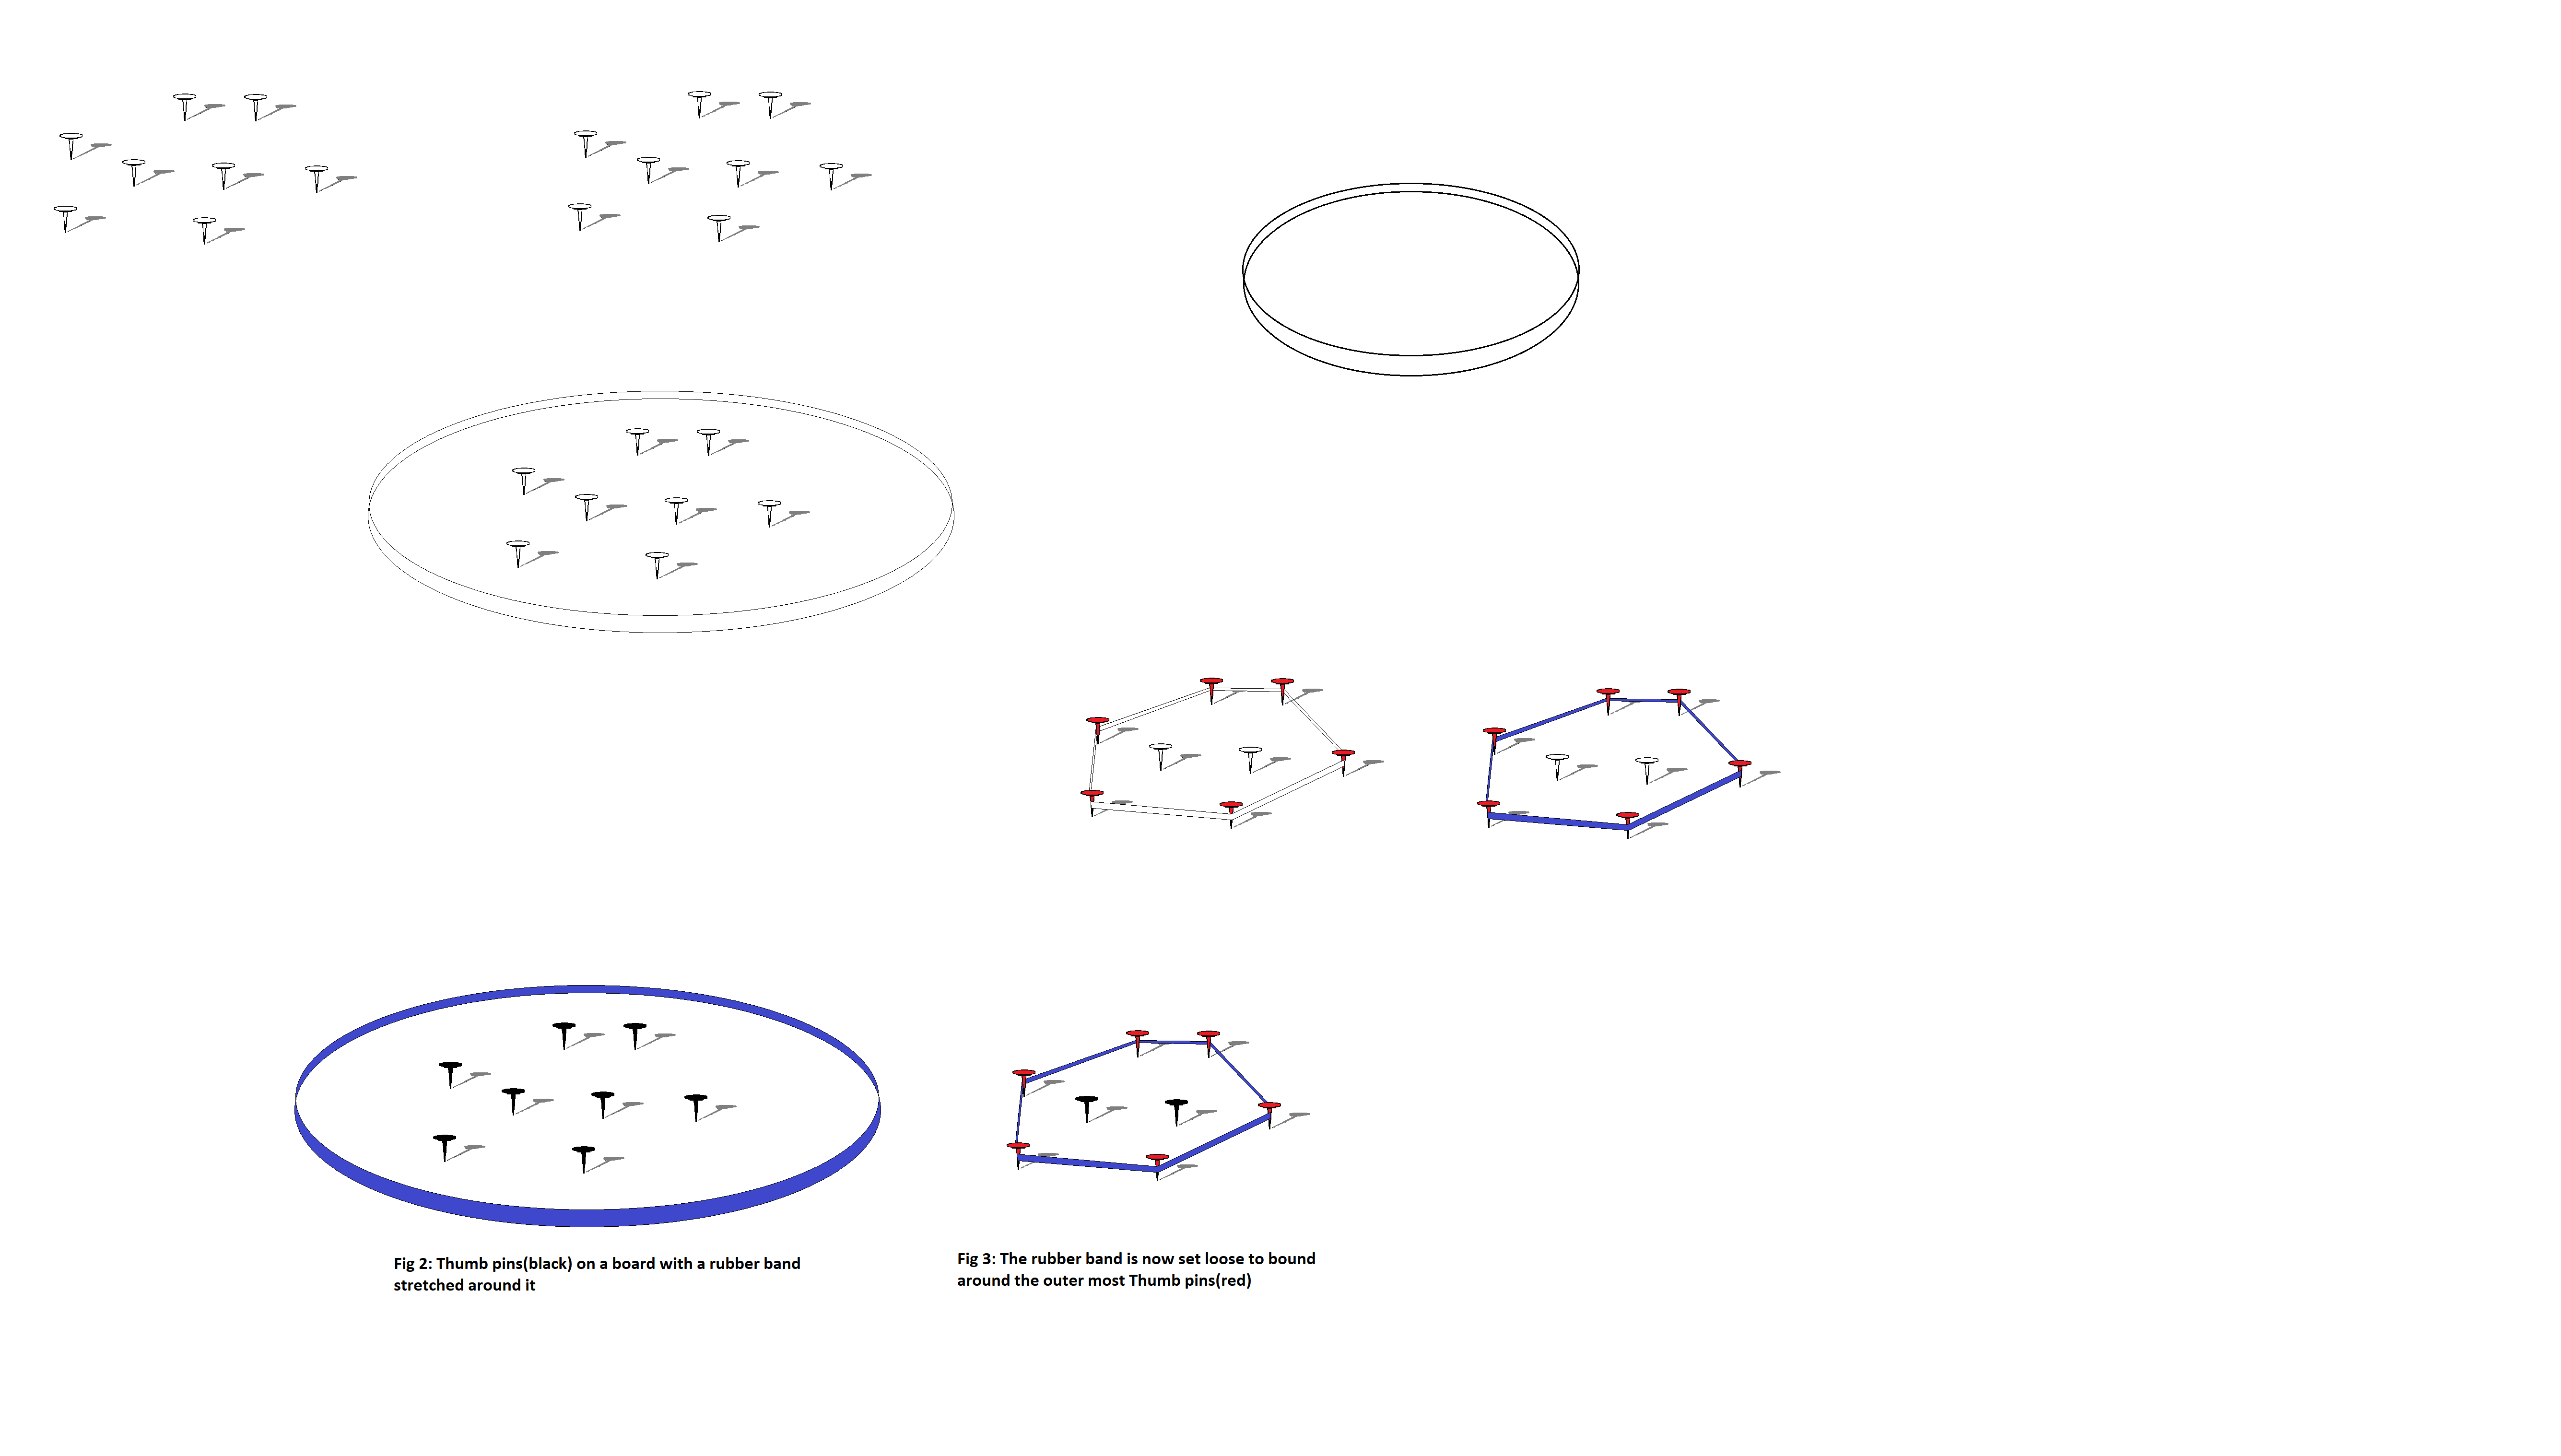 Fig 2: Thumb pins(black) on a board with a rubber band
stretched around it
Fig 3: The rubber band is now set loose to bound
around the outer most Thumb pins(red)